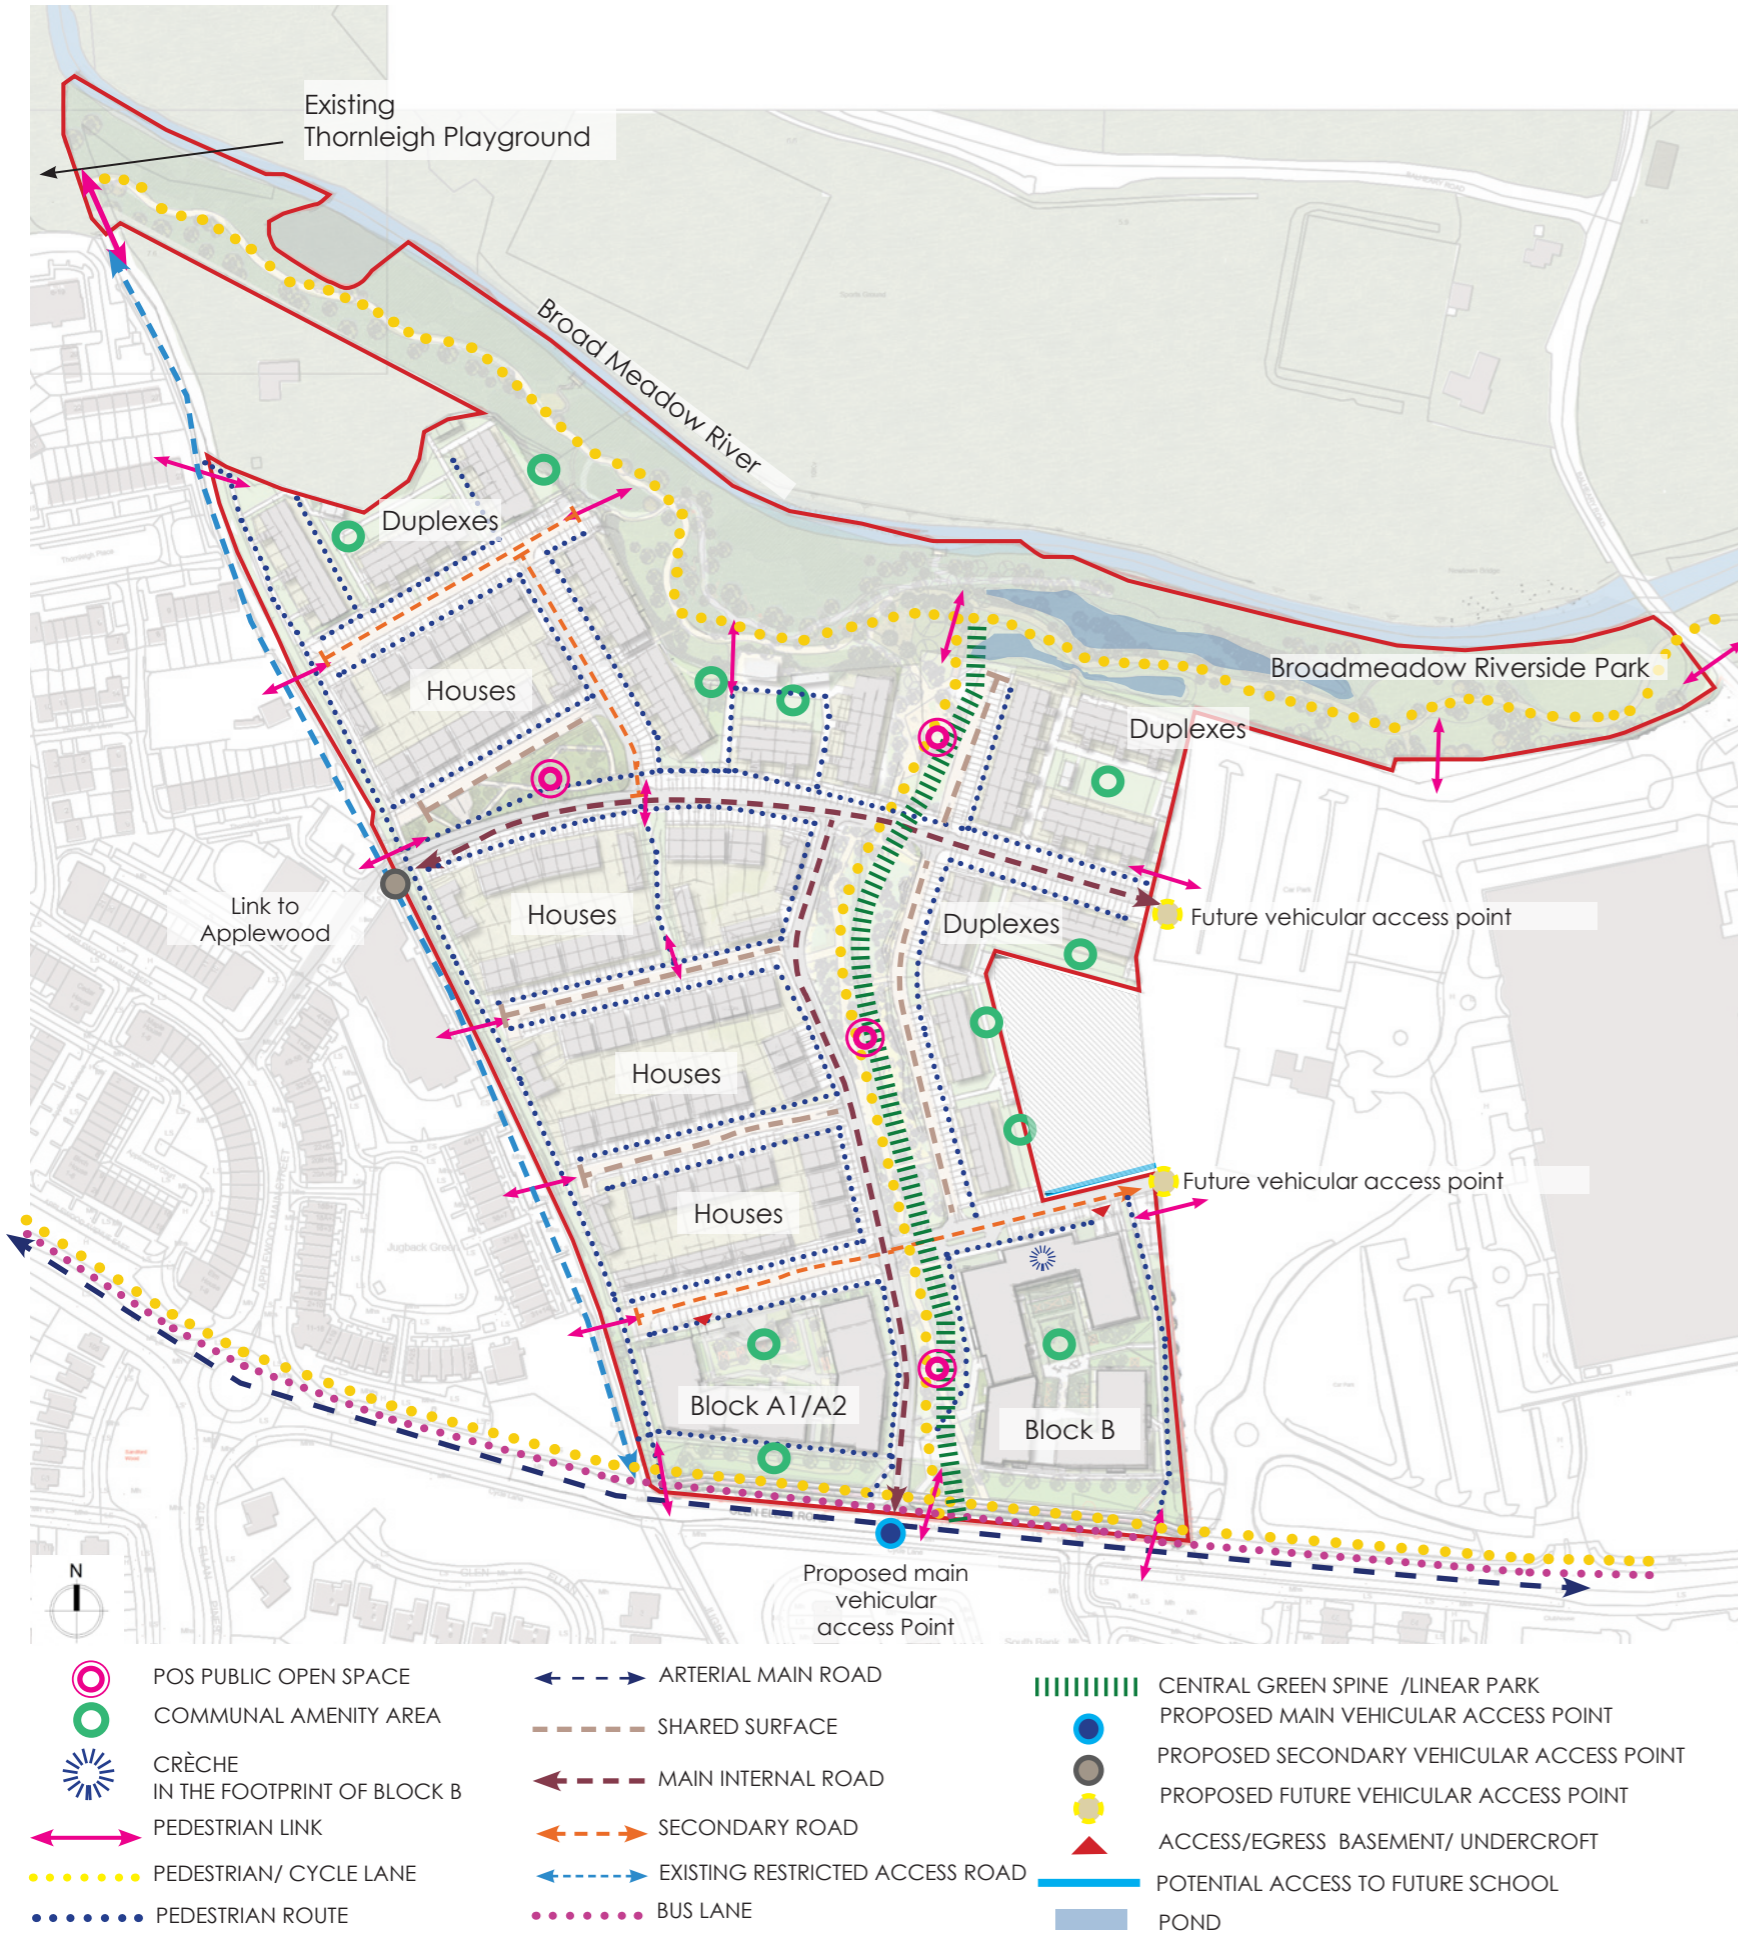 Existing
Thornleigh Playground
Broad Meadow River
Duplexes
Broadmeadow Riverside Park
Houses
Duplexes
Link to
Applewood
Houses
Duplexes
Future vehicular access point
Houses
Future vehicular access point
Houses
Jugback Green
Block A1/A2
Block B
Proposed main
vehicular
access Point
N
POS PUBLIC OPEN SPACE
COMMUNAL AMENITY AREA
CRÈCHE
IN THE FOOTPRINT OF BLOCK B
PEDESTRIAN LINK
PEDESTRIAN/ CYCLE LANE
PEDESTRIAN ROUTE
ARTERIAL MAIN ROAD
SHARED SURFACE
MAIN INTERNAL ROAD
SECONDARY ROAD
EXISTING RESTRICTED ACCESS ROAD
BUS LANE
CENTRAL GREEN SPINE /LINEAR PARK
PROPOSED MAIN VEHICULAR ACCESS POINT
PROPOSED SECONDARY VEHICULAR ACCESS POINT
PROPOSED FUTURE VEHICULAR ACCESS POINT
ACCESS/EGRESS BASEMENT/ UNDERCROFT
POTENTIAL ACCESS TO FUTURE SCHOOL
POND